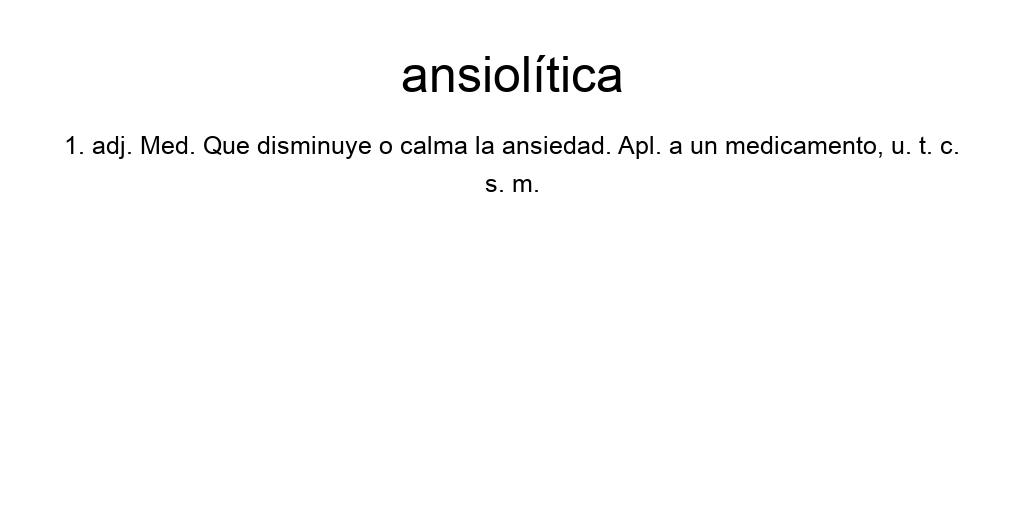 ansiolítica
1. adj. Med. Que disminuye o calma la ansiedad. Apl. a un medicamento, u. t. c.
s. m.